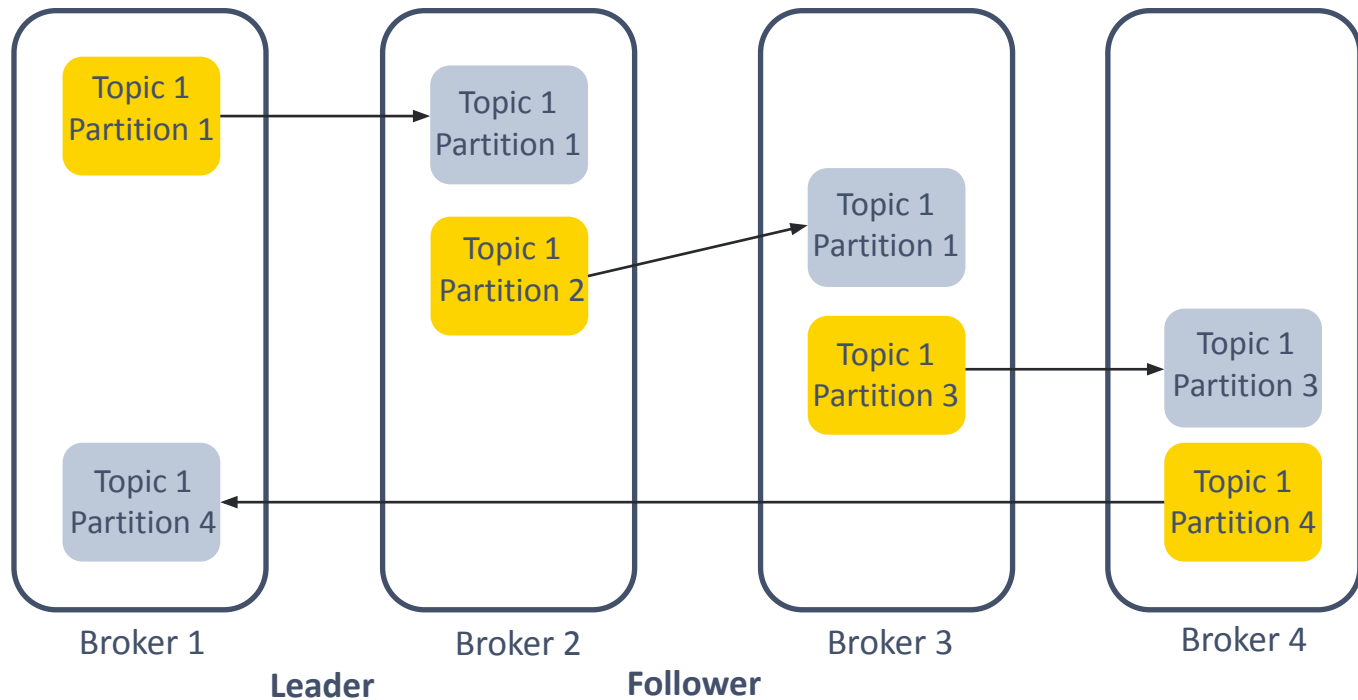 Topic 1
Partition 1
Topic 1
Partition 4
Broker 1
Topic 1
Partition 1
Topic 1
Partition 2
Broker 2
Topic 1
Partition 1
Topic 1
Partition 3
Broker 3
Topic 1
Partition 3
Topic 1
Partition 4
Broker 4
Leader
Follower